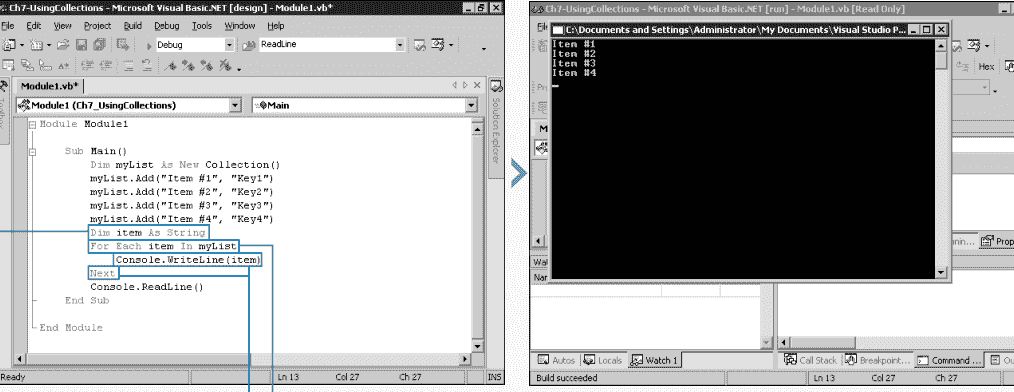 Ch7-UsingCollections - Microsoft Visual Basic.NET [design] - Module1.vb*
File Edit View Project Build Debug Tools Window Help
Debug
ReadLine
Module1.vb*
Module1 (Ch7_UsingCollections)
Main
Toolbox
Solution Explorer
Module Module1
Sub Main()
Dim myList As New Collection()
myList.Add("Item #1", "Key1")
myList.Add("Item #2", "Key2")
myList.Add("Item #3", "Key3")
myList.Add("Item #4", "Key4")
Dim item As String
For Each item In myList
Console.WriteLine(item)
Next
Console.ReadLine()
End Sub
End Module
Ready
Ln 13 Col 27 Ch 27 INS
Ch7-UsingCollections - Microsoft Visual Basic.NET [run] - Module1.vb [Read Only]
C:\Documents and Settings\Administrator\My Documents\Visual Studio P...
Item #1
Item #2
Item #3
Item #4
Hex
Autos Locals Watch 1
Call Stack Breakpoint... Command ...
Build succeeded
Ln 13 Col 27 Ch 27